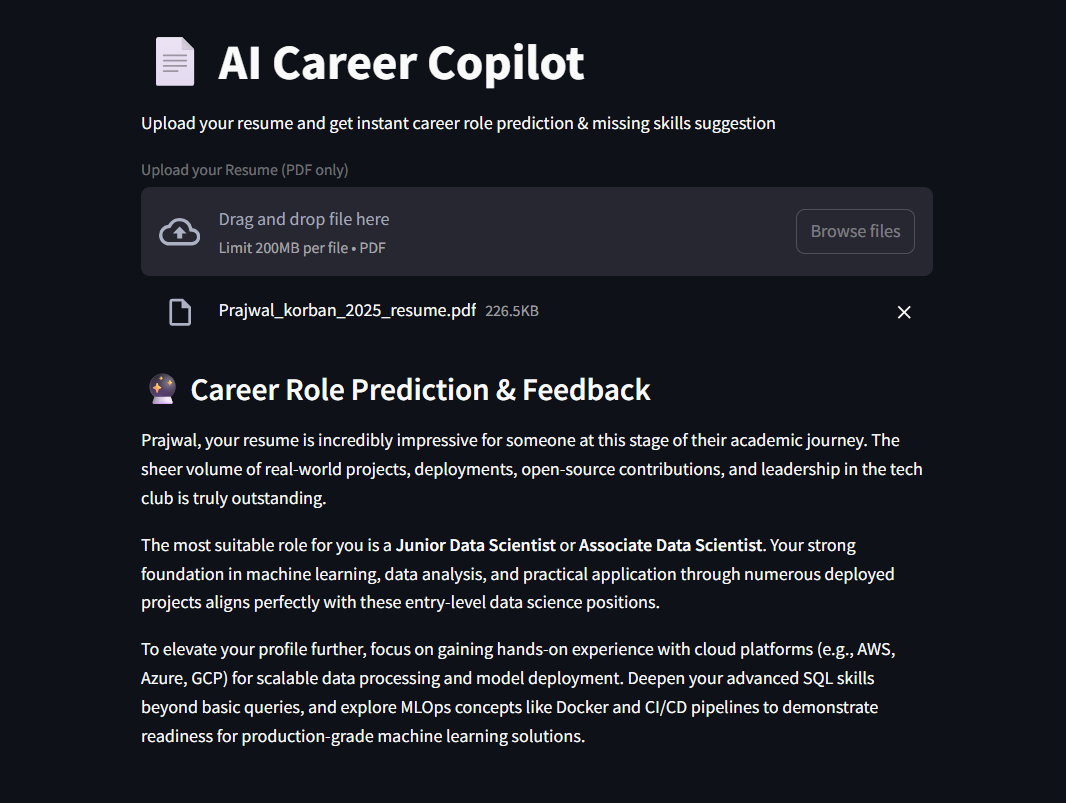 AI Career Copilot
Upload your resume and get instant career role prediction & missing skills suggestion
Upload your Resume (PDF only)
Drag and drop file here
Limit 200MB per file • PDF
Browse files
Prajwal_korban_2025_resume.pdf 226.5KB
Career Role Prediction & Feedback
Prajwal, your resume is incredibly impressive for someone at this stage of their academic journey. The
sheer volume of real-world projects, deployments, open-source contributions, and leadership in the tech
club is truly outstanding.
The most suitable role for you is a Junior Data Scientist or Associate Data Scientist. Your strong
foundation in machine learning, data analysis, and practical application through numerous deployed
projects aligns perfectly with these entry-level data science positions.
To elevate your profile further, focus on gaining hands-on experience with cloud platforms (e.g., AWS,
Azure, GCP) for scalable data processing and model deployment. Deepen your advanced SQL skills
beyond basic queries, and explore MLOps concepts like Docker and CI/CD pipelines to demonstrate
readiness for production-grade machine learning solutions.